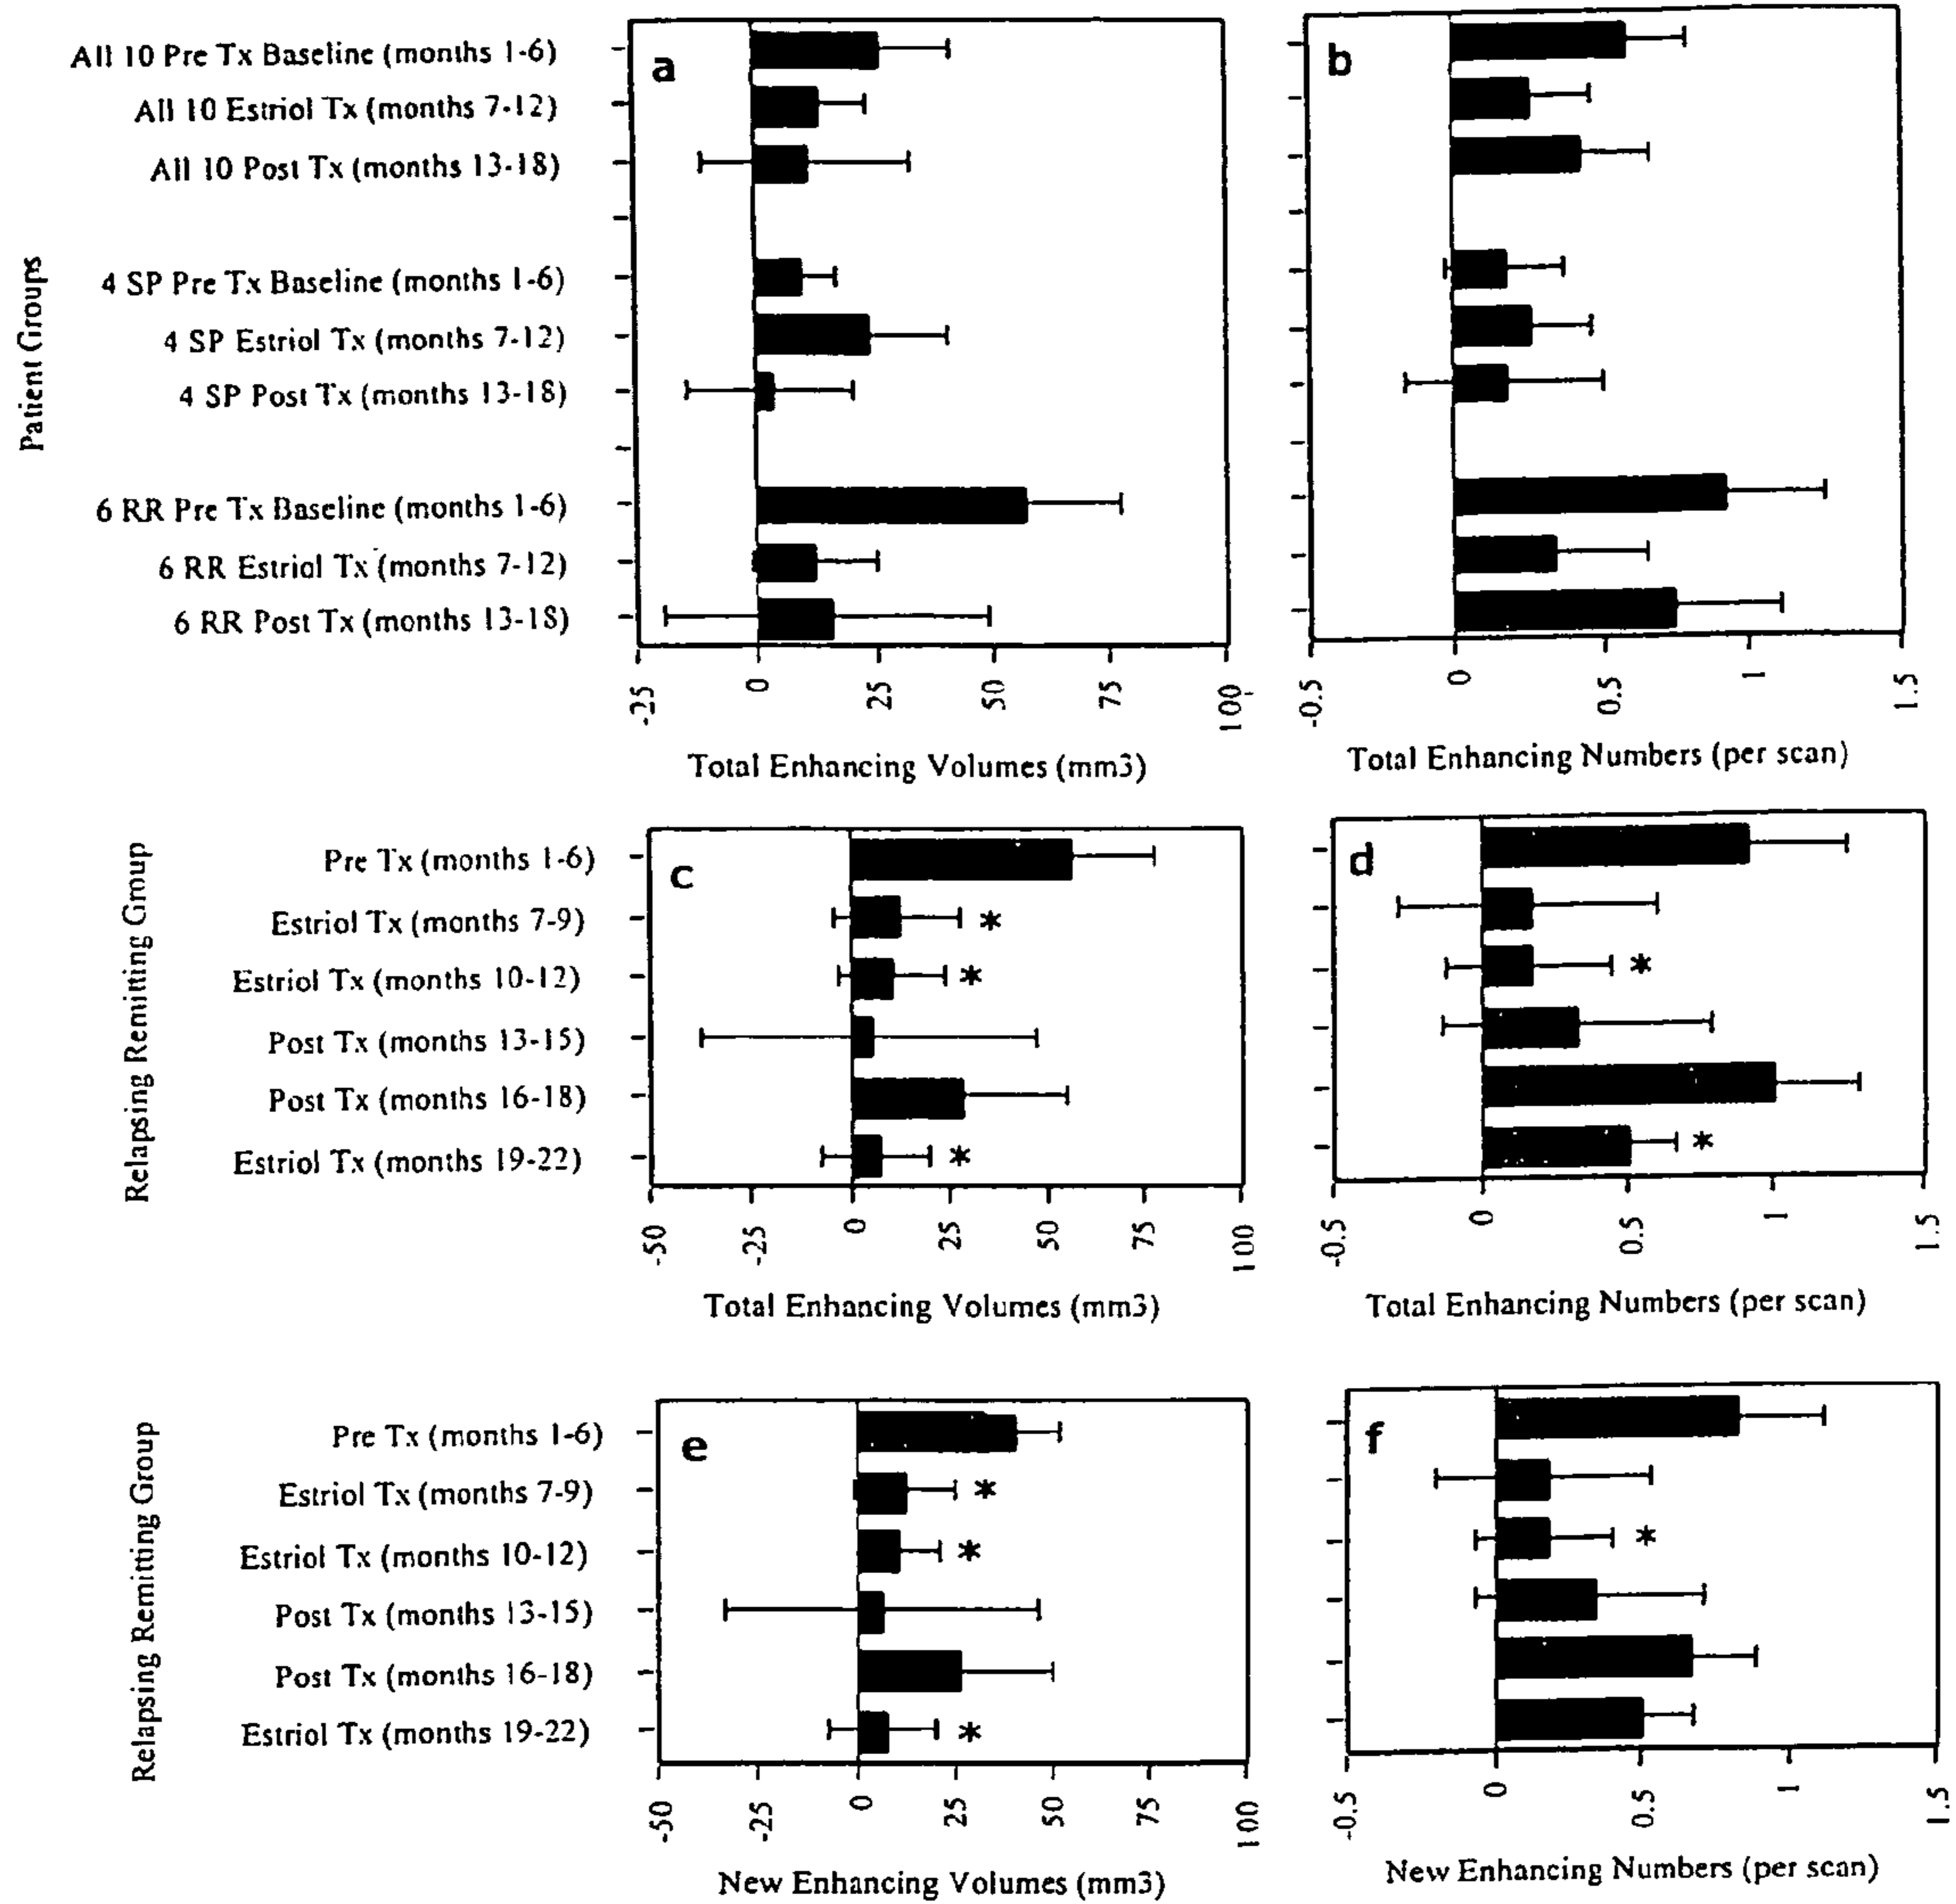 Patient Groups
All 10 Pre Tx Baseline (months 1-6)
All 10 Estriol Tx (months 7-12)
All 10 Post Tx (months 13-18)
4 SP Pre Tx Baseline (months 1-6)
4 SP Estriol Tx (months 7-12)
4 SP Post Tx (months 13-18)
6 RR Pre Tx Baseline (months 1-6)
6 RR Estriol Tx (months 7-12)
6 RR Post Tx (months 13-18)
a
-25 0 25 50 75 100
Total Enhancing Volumes (mm3)
b
-0.5 0 0.5 1 1.5
Total Enhancing Numbers (per scan)
Relapsing Remitting Group
Pre Tx (months 1-6)
Estriol Tx (months 7-9)
Estriol Tx (months 10-12)
Post Tx (months 13-15)
Post Tx (months 16-18)
Estriol Tx (months 19-22)
c
*
*
*
-50 -25 0 25 50 75 100
Total Enhancing Volumes (mm3)
d
*
*
-0.5 0 0.5 1 1.5
Total Enhancing Numbers (per scan)
Relapsing Remitting Group
Pre Tx (months 1-6)
Estriol Tx (months 7-9)
Estriol Tx (months 10-12)
Post Tx (months 13-15)
Post Tx (months 16-18)
Estriol Tx (months 19-22)
e
*
*
*
-50 -25 0 25 50 75 100
New Enhancing Volumes (mm3)
f
*
-0.5 0 0.5 1 1.5
New Enhancing Numbers (per scan)